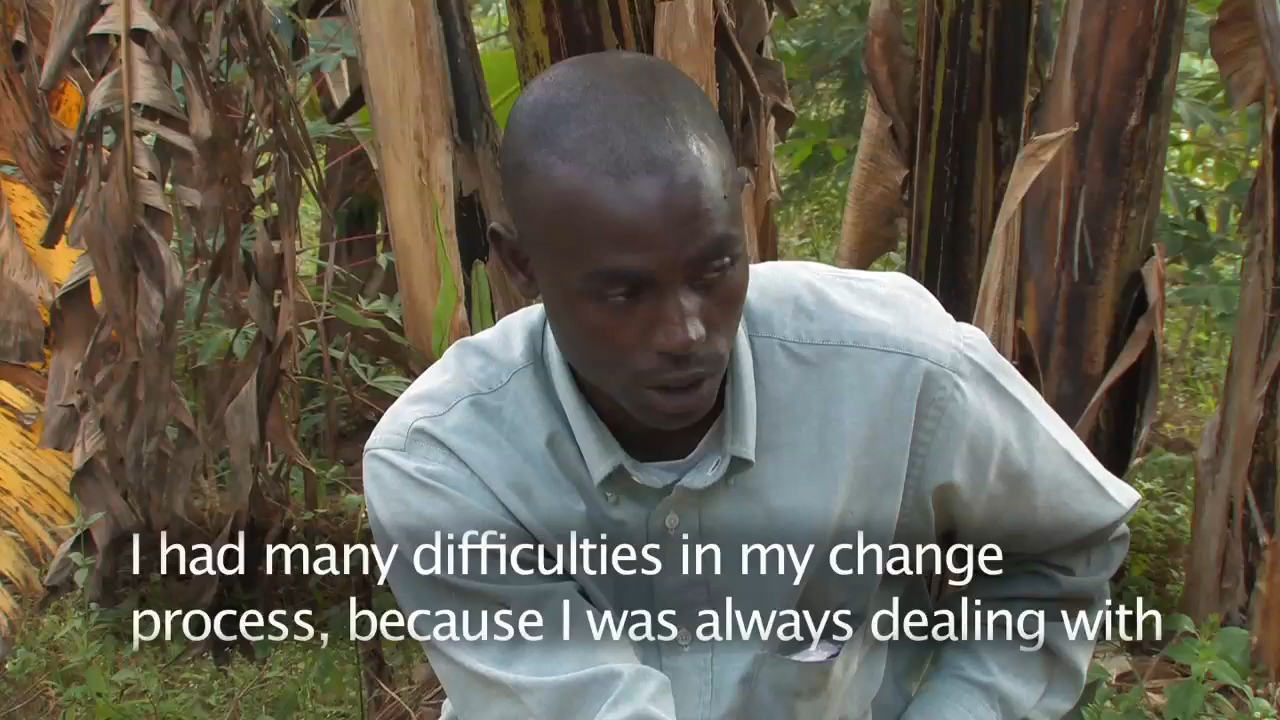 I had many difficulties in my change
process, because I was always dealing with